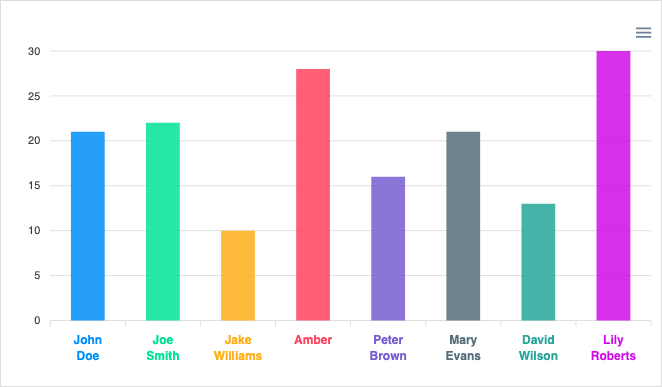 30
25
20
15
10
5
0
John Doe
Joe Smith
Jake Williams
Amber
Peter Brown
Mary Evans
David Wilson
Lily Roberts